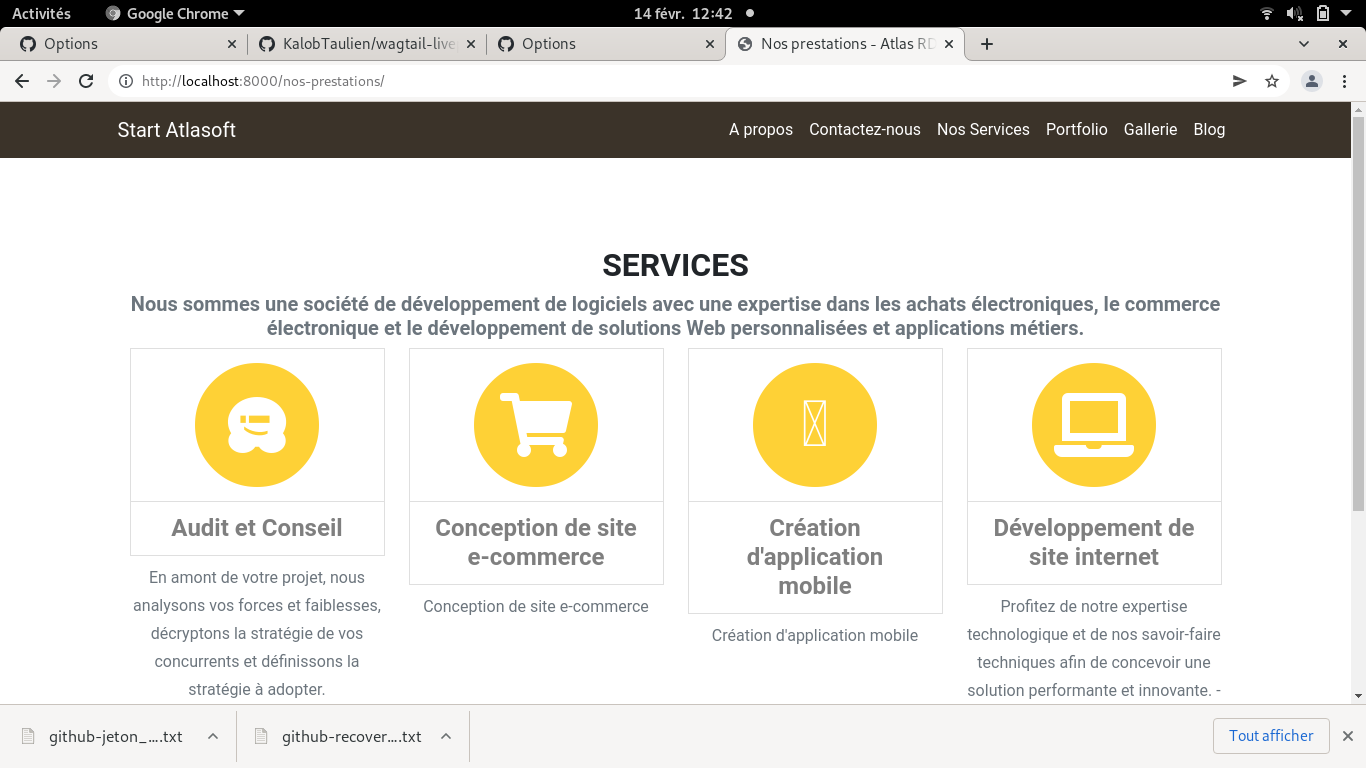 Activités Google Chrome 14 févr. 12:42
Options KalobTaulien/wagtail-live Options Nos prestations - Atlas RD
http://localhost:8000/nos-prestations/
Start Atlasoft A propos Contactez-nous Nos Services Portfolio Gallerie Blog
SERVICES
Nous sommes une société de développement de logiciels avec une expertise dans les achats électroniques, le commerce
électronique et le développement de solutions Web personnalisées et applications métiers.
Audit et Conseil
En amont de votre projet, nous
analysons vos forces et faiblesses,
décryptons la stratégie de vos
concurrents et définissons la
stratégie à adopter.
Conception de site
e-commerce
Conception de site e-commerce
Création
d'application
mobile
Création d'application mobile
Développement de
site internet
Profitez de notre expertise
technologique et de nos savoir-faire
techniques afin de concevoir une
solution performante et innovante. -
github-jeton_....txt github-recover....txt Tout afficher